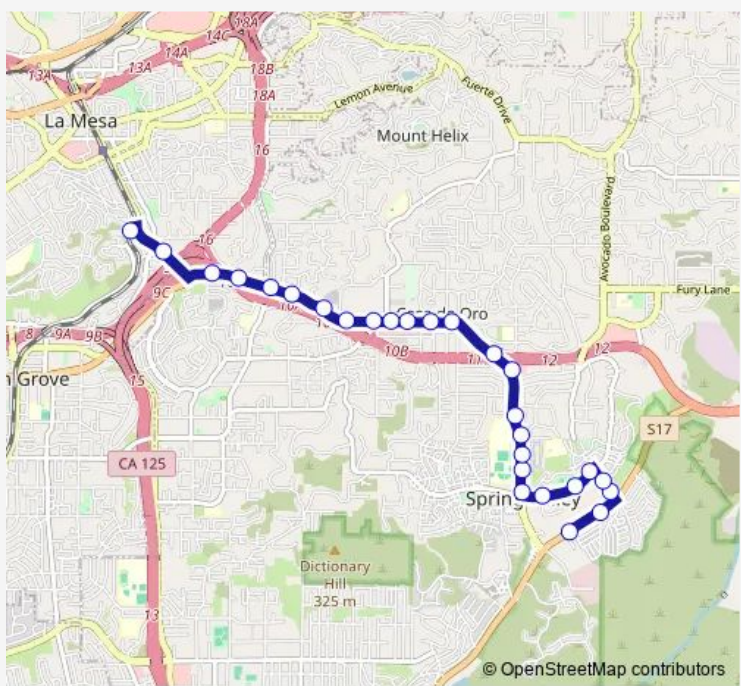 18A
14C
14A
13A
13A
18B
18A
Lemon Avenue
Fuerte Drive
La Mesa
Mount Helix
16
Avocado Boulevard
16
9C
Fury Lane
8
9A
9B
10B
11
12
12
15
n Grove
S17
CA 125
Dictionary
Hill
325 m
13
© OpenStreetMap contributors